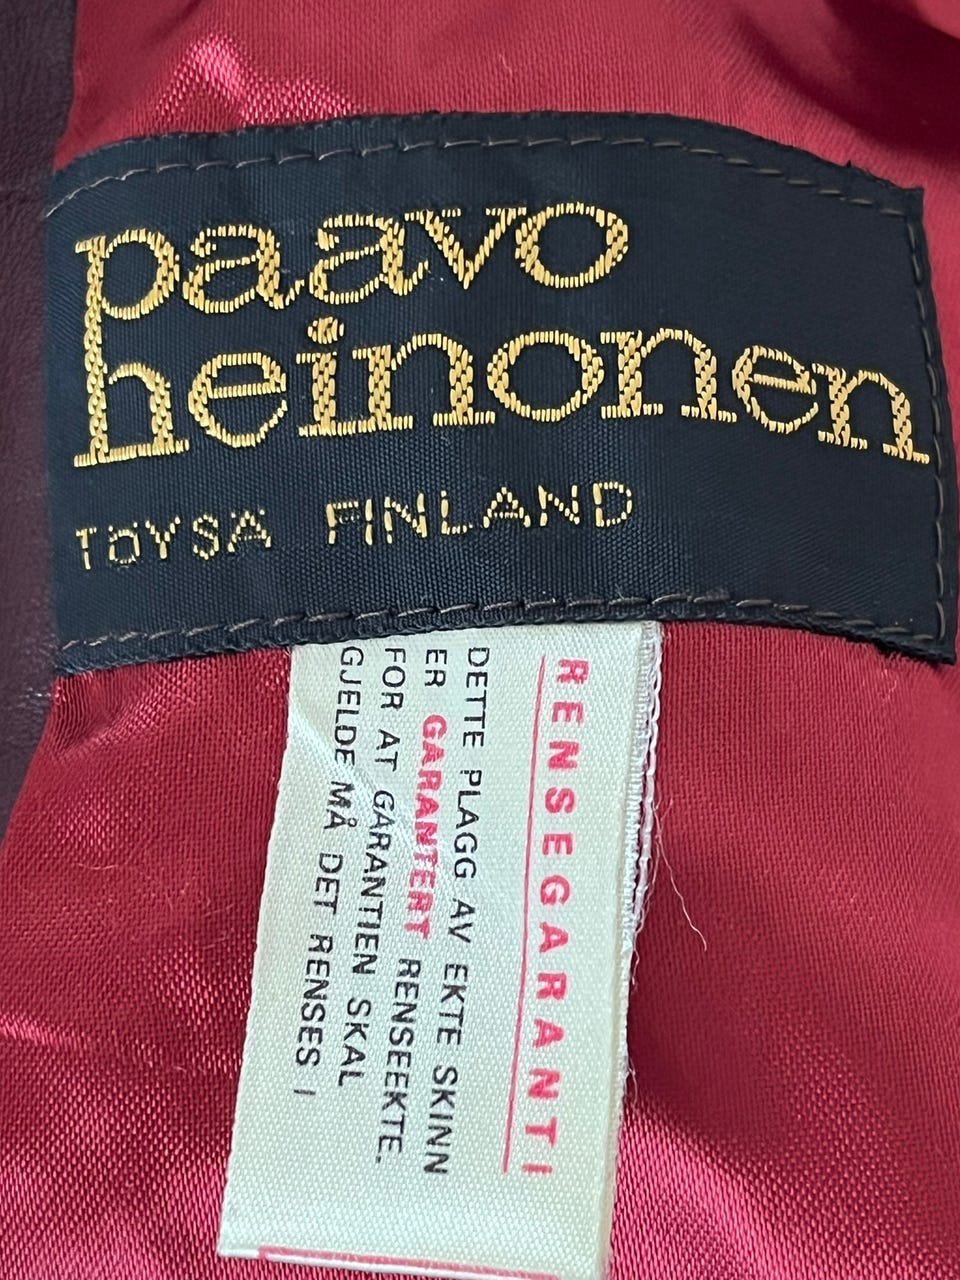 paavo
heinonen
TÖYSÄ FINLAND
RENSEGARANTI
DETTE PLAGG AV EKTE SKINN
ER GARANTERT RENSEEKTE.
FOR AT GARANTIEN SKAL
GJELDE MÅ DET RENSES I